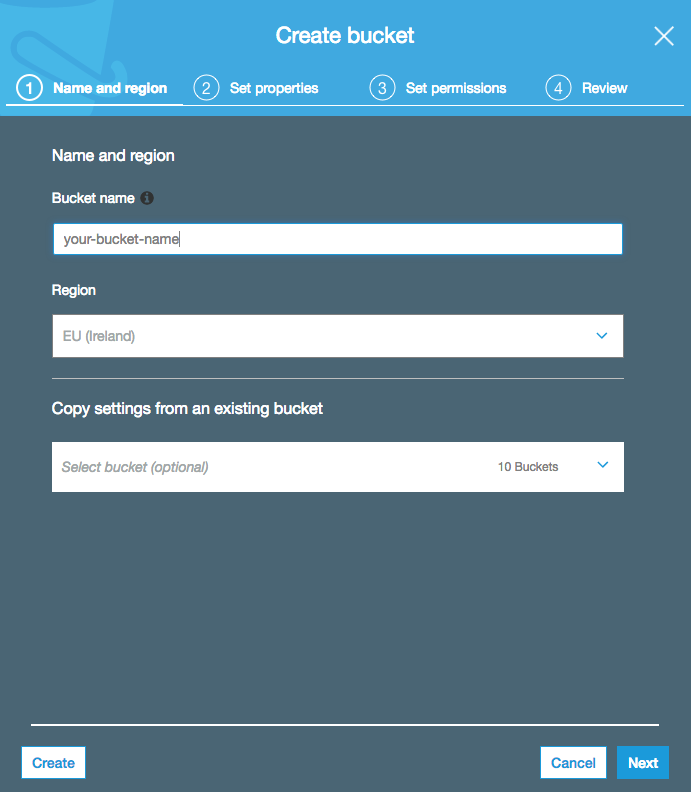 Create bucket
1 Name and region 2 Set properties 3 Set permissions 4 Review
Name and region
Bucket name i
your-bucket-name
Region
EU (Ireland)
Copy settings from an existing bucket
Select bucket (optional) 10 Buckets
Create Cancel Next